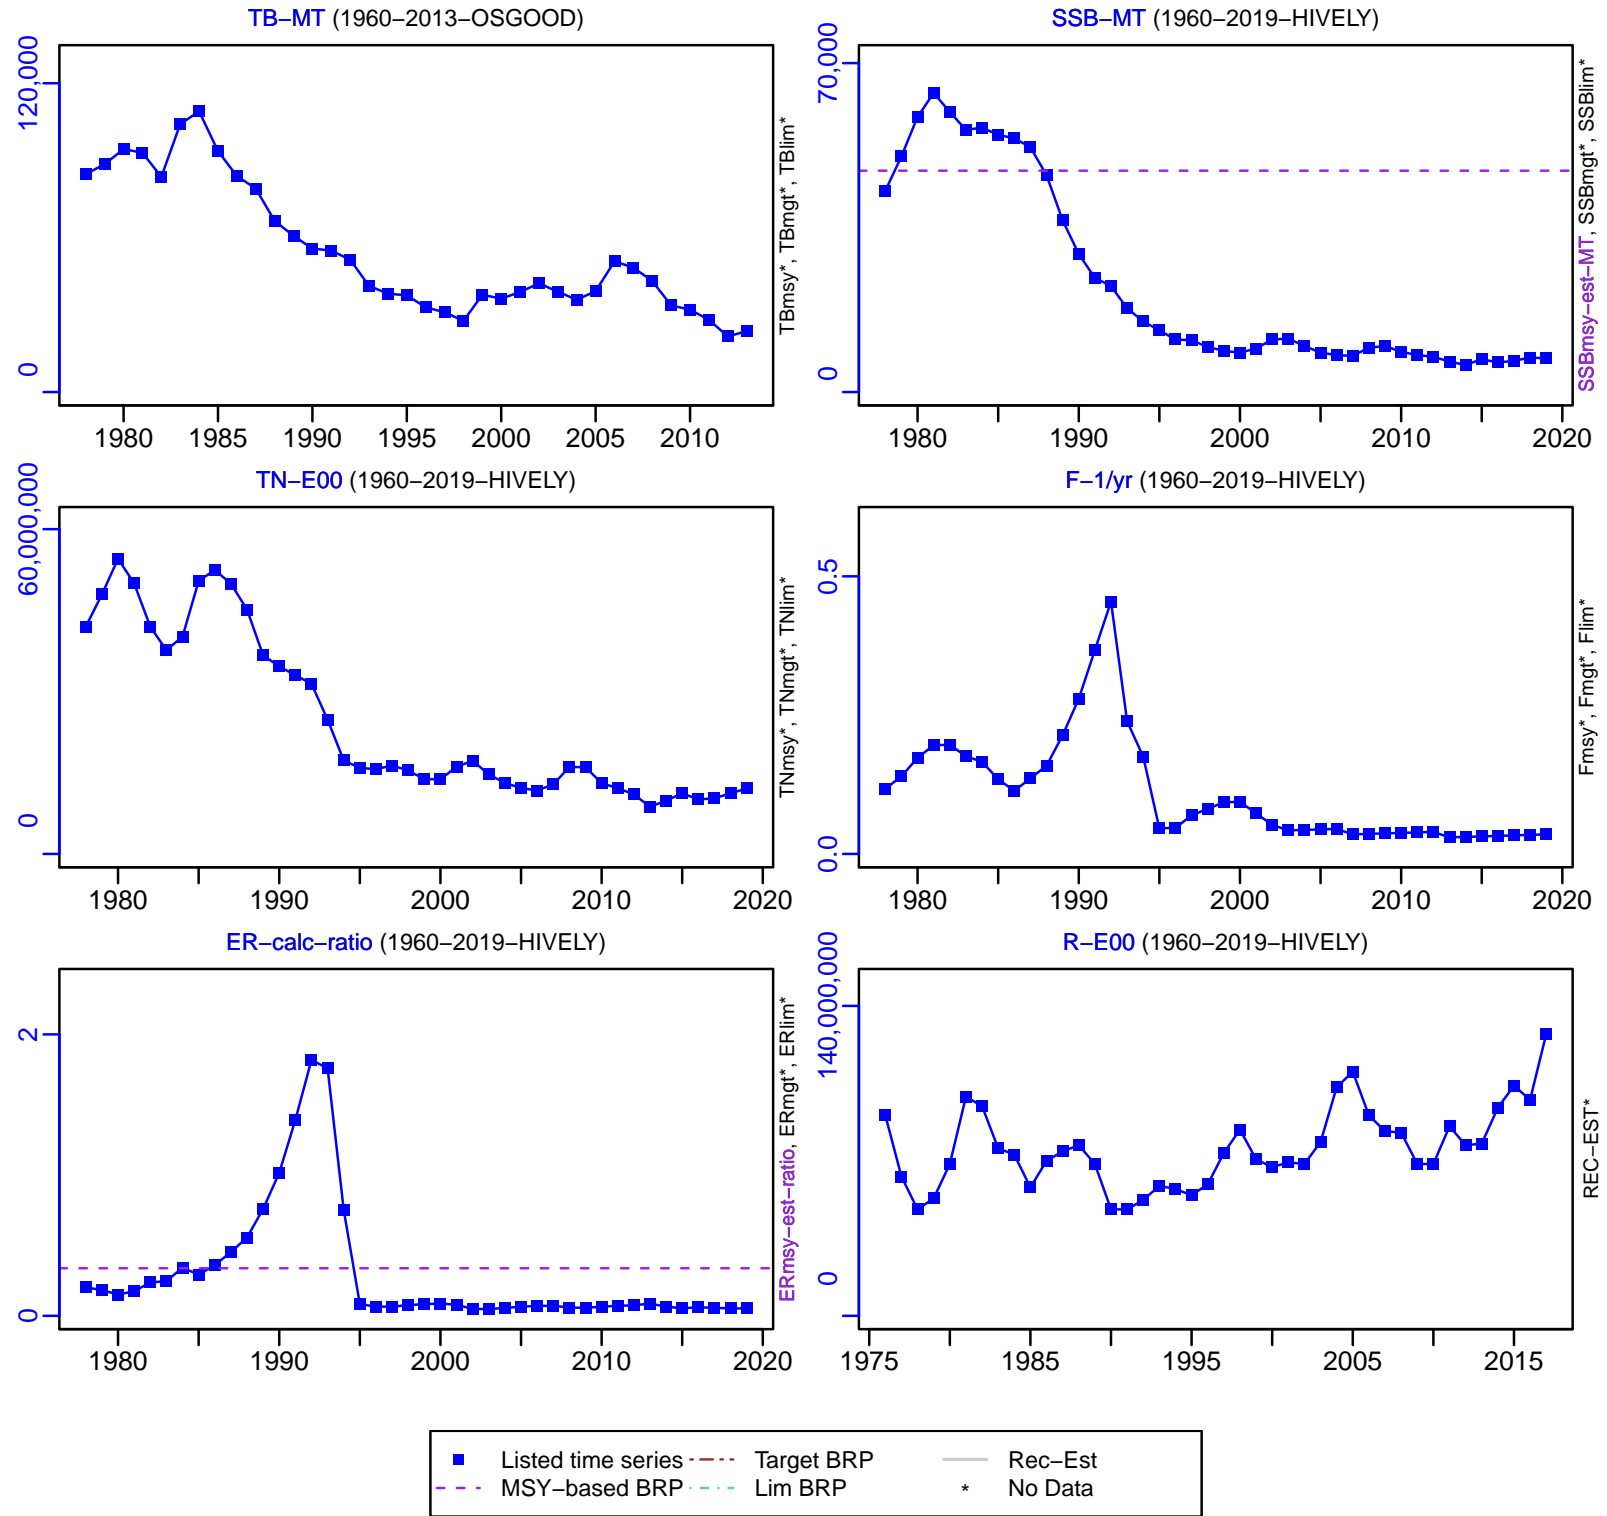 TB−MT (1960−2013−OSGOOD)
120,000
0
1980 1985 1990 1995 2000 2005 2010
TBmsy*, TBmgt*, TBlim*
SSB−MT (1960−2019−HIVELY)
70,000
0
1980 1990 2000 2010 2020
SSBmsy−est−MT, SSBmgt*, SSBlim*
TN−E00 (1960−2019−HIVELY)
60,000,000
0
1980 1990 2000 2010 2020
TNmsy*, TNmgt*, TNlim*
F−1/yr (1960−2019−HIVELY)
0.5
0.0
1980 1990 2000 2010 2020
Fmsy*, Fmgt*, Flim*
ER−calc−ratio (1960−2019−HIVELY)
2
0
1980 1990 2000 2010 2020
ERmsy−est−ratio, ERmgt*, ERlim*
R−E00 (1960−2019−HIVELY)
140,000,000
0
1975 1985 1995 2005 2015
REC−EST*
Listed time series Target BRP Rec−Est
MSY−based BRP Lim BRP * No Data